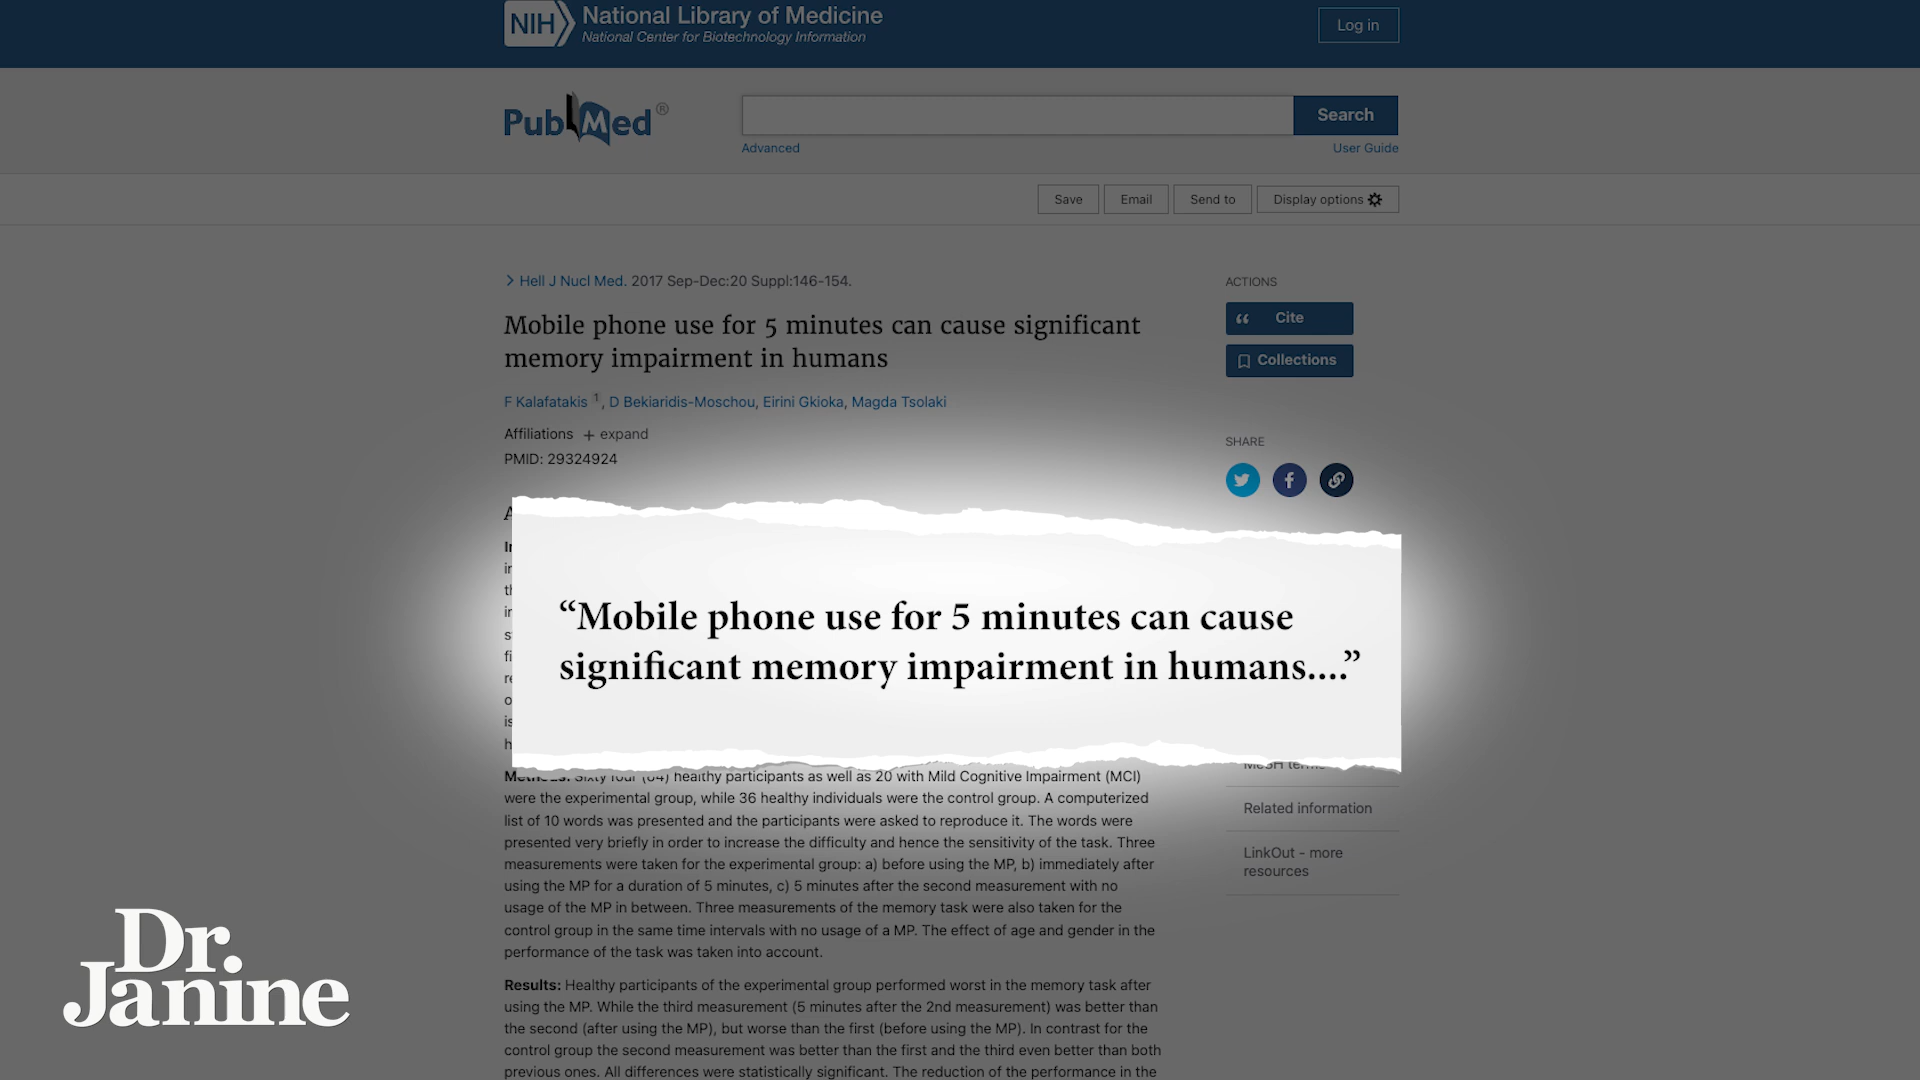 NIH National Library of Medicine
National Center for Biotechnology Information
Log in
PubMed®
Search
Advanced
User Guide
Save
Email
Send to
Display options
Hell J Nucl Med. 2017 Sep-Dec:20 Suppl:146-154.
Mobile phone use for 5 minutes can cause significant
memory impairment in humans
F Kalafatakis 1, D Bekiaridis-Moschou, Eirini Gkioka, Magda Tsolaki
Affiliations + expand
PMID: 29324924
ACTIONS
Cite
Collections
SHARE
“Mobile phone use for 5 minutes can cause
significant memory impairment in humans....”
Methods: Sixty four (64) healthy participants as well as 20 with Mild Cognitive Impairment (MCI)
were the experimental group, while 36 healthy individuals were the control group. A computerized
list of 10 words was presented and the participants were asked to reproduce it. The words were
presented very briefly in order to increase the difficulty and hence the sensitivity of the task. Three
measurements were taken for the experimental group: a) before using the MP, b) immediately after
using the MP for a duration of 5 minutes, c) 5 minutes after the second measurement with no
usage of the MP in between. Three measurements of the memory task were also taken for the
control group in the same time intervals with no usage of a MP. The effect of age and gender in the
performance of the task was taken into account.
Results: Healthy participants of the experimental group performed worst in the memory task after
using the MP. While the third measurement (5 minutes after the 2nd measurement) was better than
the second (after using the MP), but worse than the first (before using the MP). In contrast for the
control group the second measurement was better than the first and the third even better than both
previous ones. All differences were statistically significant. The reduction of the performance in the
MeSH terms
Related information
LinkOut - more
resources
Dr.
Janine